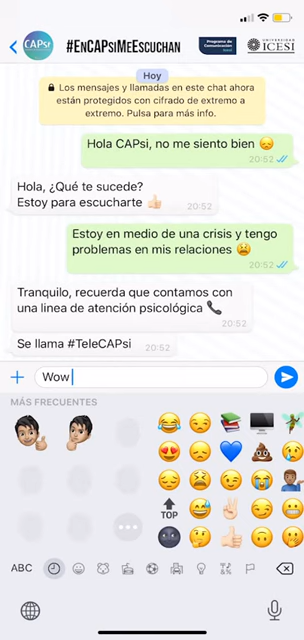 CAPsi
#EnCAPsiMeEscuchan
Programa de
Comunicación
UNIVERSIDAD
ICESI
Hoy
Los mensajes y llamadas en este chat ahora
están protegidos con cifrado de extremo a
extremo. Pulsa para más info.
Hola CAPsi, no me siento bien 😞
20:52
Hola, ¿Qué te sucede?
Estoy para escucharte 👍🏻
20:52
Estoy en medio de una crisis y tengo
problemas en mis relaciones 😫
20:52
Tranquilo, recuerda que contamos con
una linea de atención psicológica 📞
20:52
Se llama #TeleCAPsi
20:52
Wow
MÁS FRECUENTES
TOP
ABC